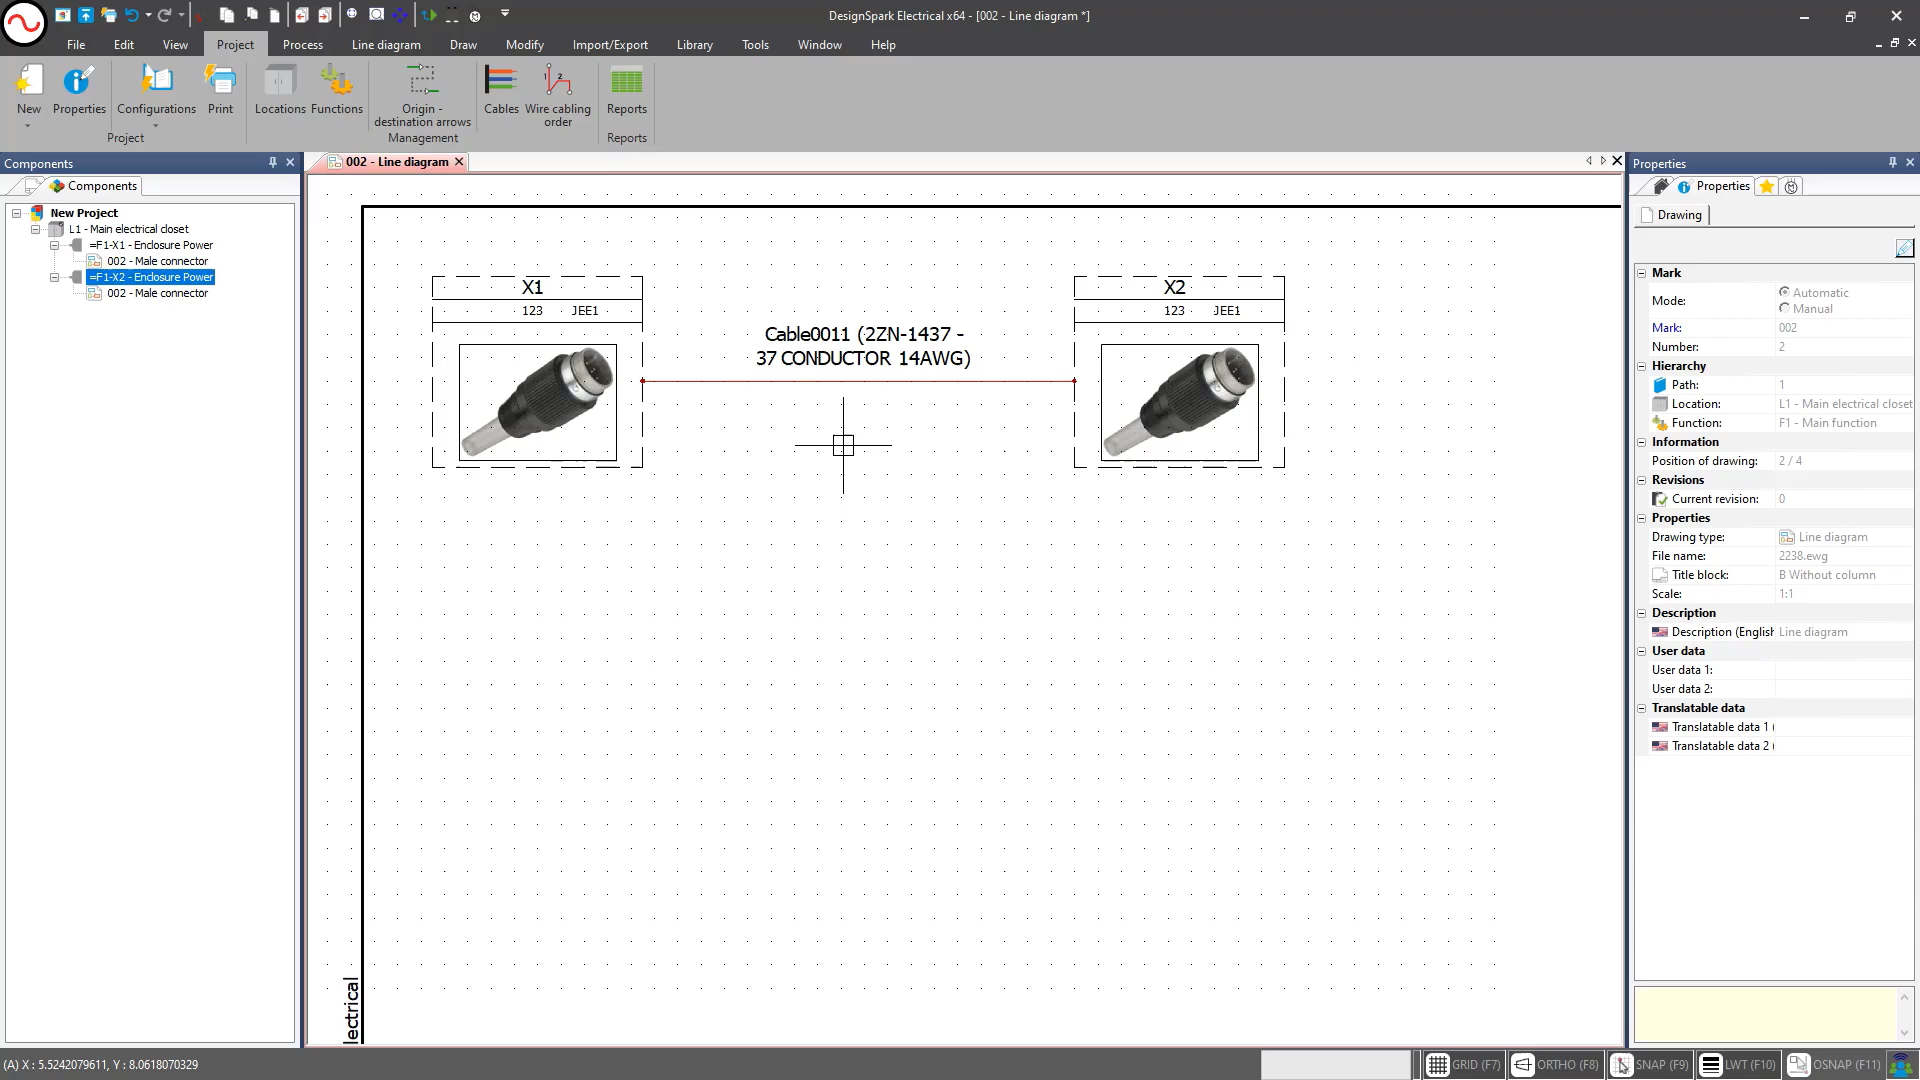 DesignSpark Electrical x64 - [002 - Line diagram *]
File Edit View Project Process Line diagram Draw Modify Import/Export Library Tools Window Help
New Properties Configurations Print Locations Functions Origin - destination arrows Cables Wire cabling order Reports
Project Management Reports
Components
Components
New Project
L1 - Main electrical closet
=F1-X1 - Enclosure Power
002 - Male connector
=F1-X2 - Enclosure Power
002 - Male connector
002 - Line diagram
X1
123 JEE1
Cable0011 (2ZN-1437 -
37 CONDUCTOR 14AWG)
X2
123 JEE1
lectrical
Properties
Properties
Drawing
Mark
Mode: Automatic
Manual
Mark: 002
Number: 2
Hierarchy
Path: 1
Location: L1 - Main electrical closet
Function: F1 - Main function
Information
Position of drawing: 2 / 4
Revisions
Current revision: 0
Properties
Drawing type: Line diagram
File name: 2238.ewg
Title block: B Without column
Scale: 1:1
Description
Description (English Line diagram
User data
User data 1:
User data 2:
Translatable data
Translatable data 1 (
Translatable data 2 (
(A) X : 5.5242079611, Y : 8.0618070329
GRID (F7) ORTHO (F8) SNAP (F9) LWT (F10) OSNAP (F11)